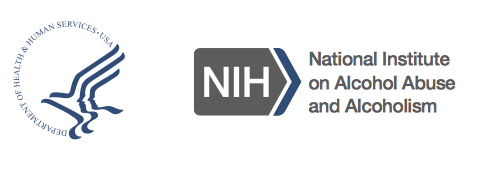 DEPARTMENT OF HEALTH & HUMAN SERVICES • USA
NIH
National Institute
on Alcohol Abuse
and Alcoholism